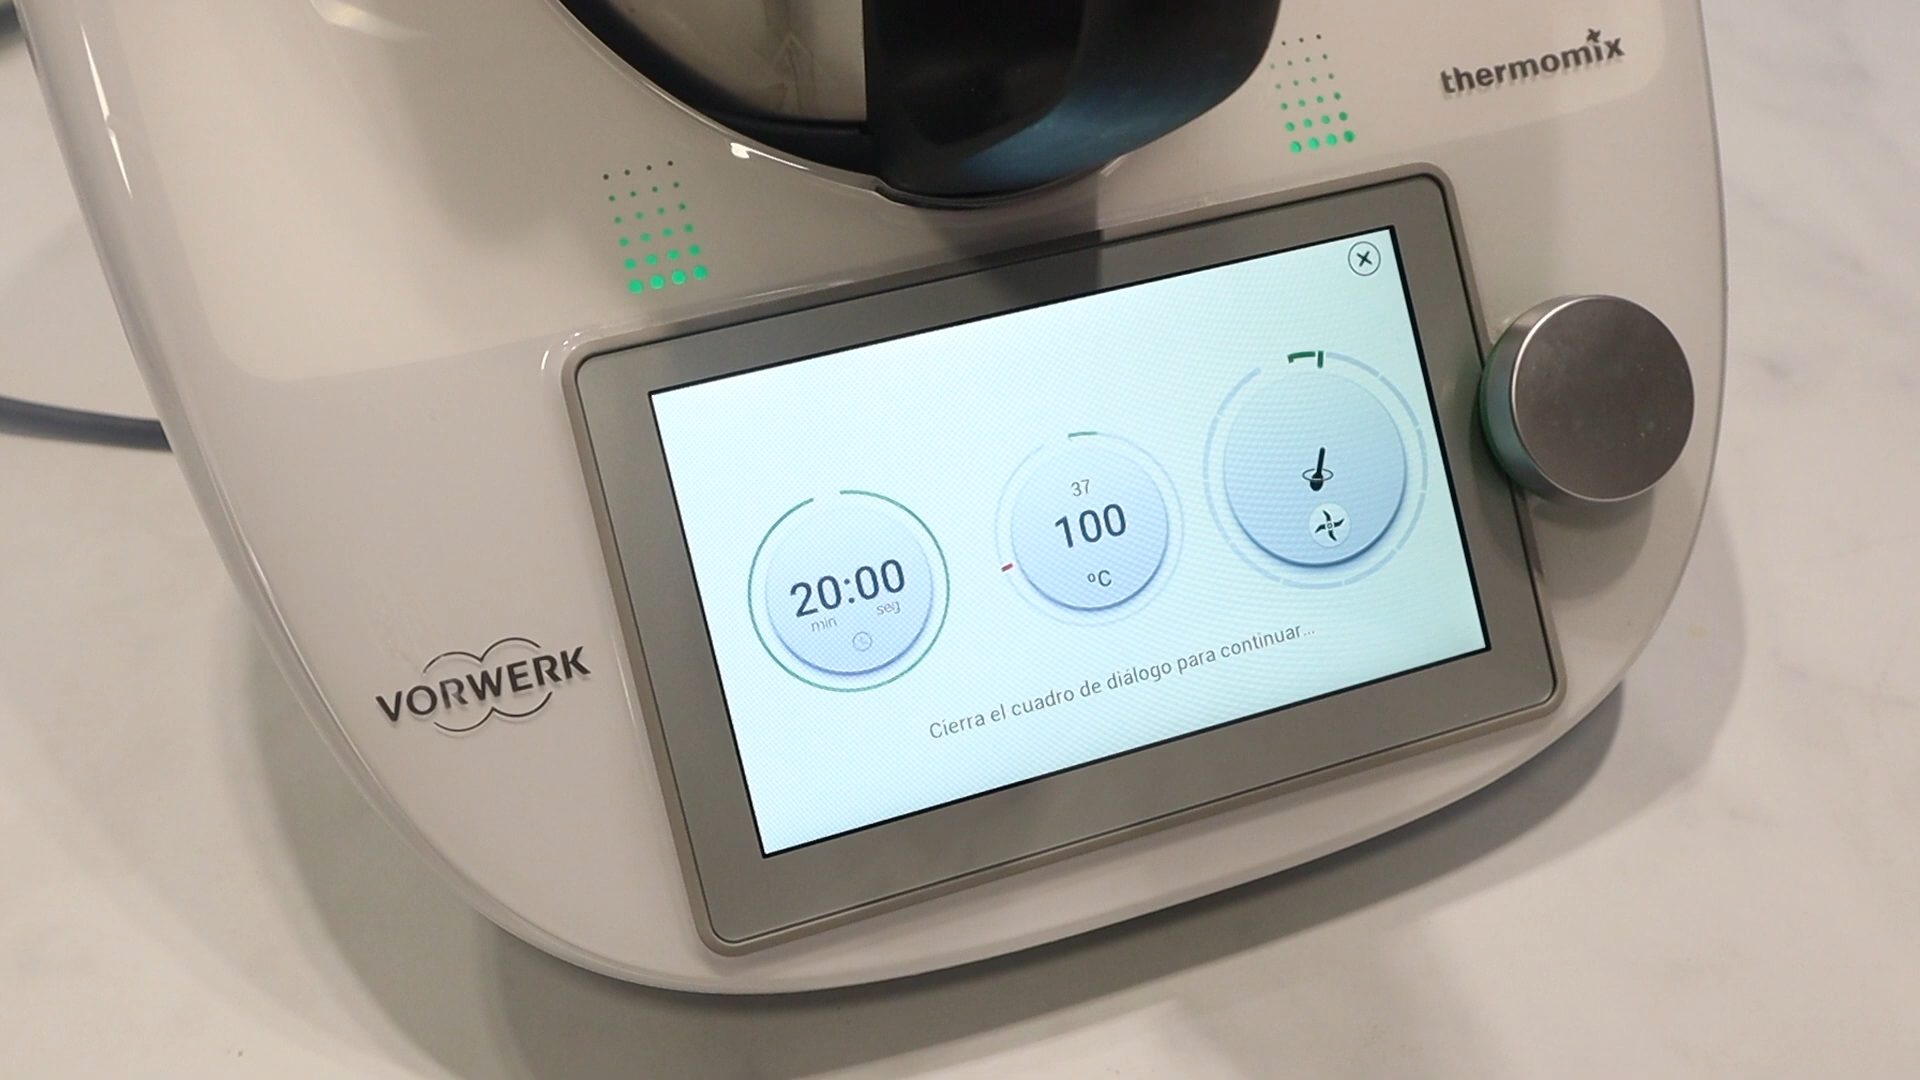 thermomix
37
100
°C
20:00
min seg
Cierra el cuadro de diálogo para continuar...
VORWERK